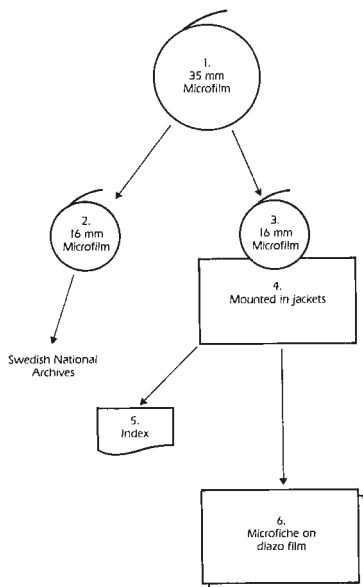 1.
35 mm
Microfilm
2.
16 mm
Microfilm
3.
16 mm
Microfilm
4.
Mounted in jackets
Swedish National
Archives
5.
Index
6.
Microfiche on
diazo film